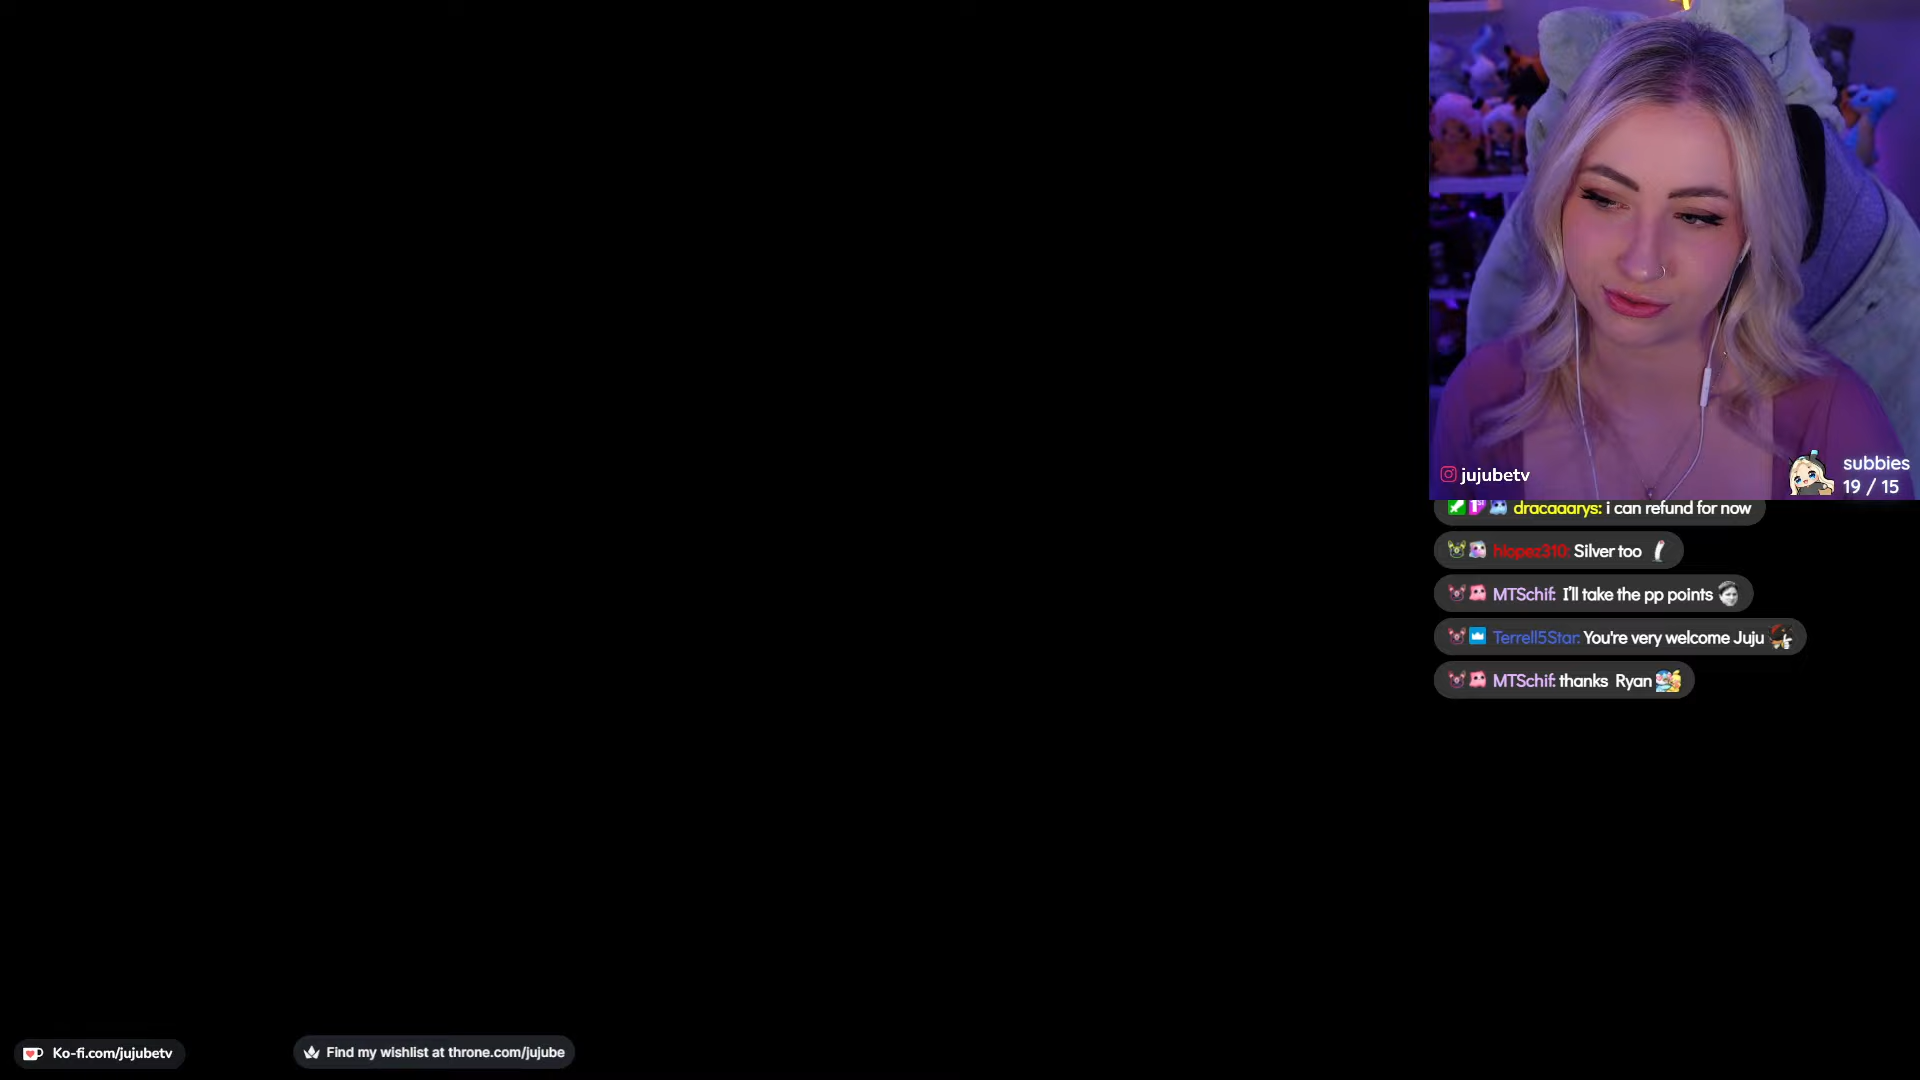 jujubetv
subbies
19 / 15
dracaaarys: i can refund for now
hlopez310: Silver too
MTSchif: I'll take the pp points
Terrell5Star: You're very welcome Juju
MTSchif: thanks Ryan
Ko-fi.com/jujubetv
Find my wishlist at throne.com/jujube